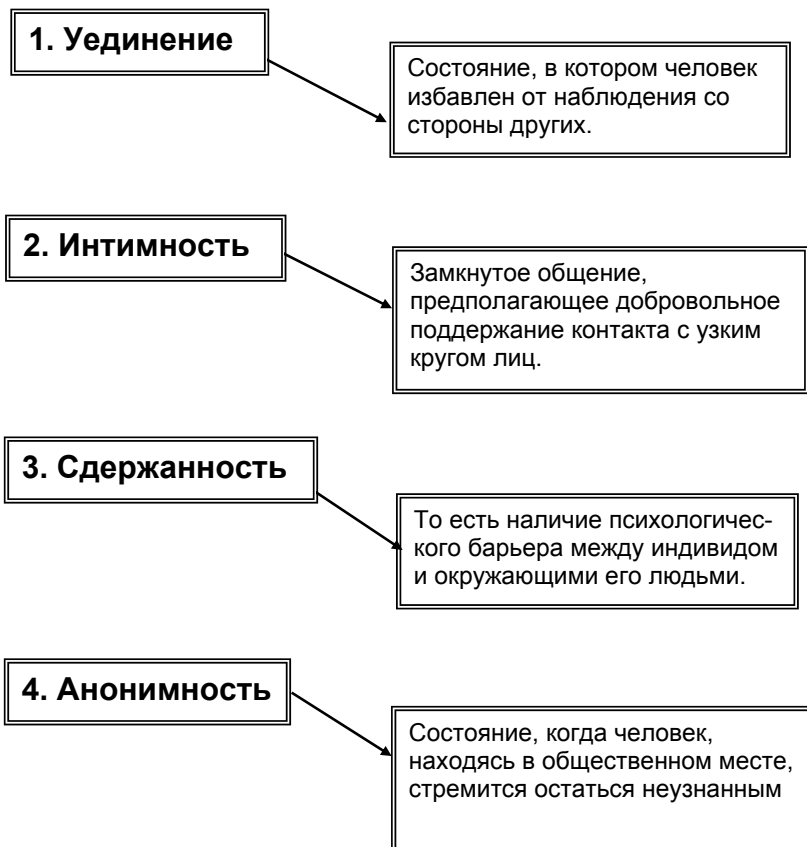 1. Уединение
Состояние, в котором человек
избавлен от наблюдения со
стороны других.
2. Интимность
Замкнутое общение,
предполагающее добровольное
поддержание контакта с узким
кругом лиц.
3. Сдержанность
То есть наличие психологичес-
кого барьера между индивидом
и окружающими его людьми.
4. Анонимность
Состояние, когда человек,
находясь в общественном месте,
стремится остаться неузнанным